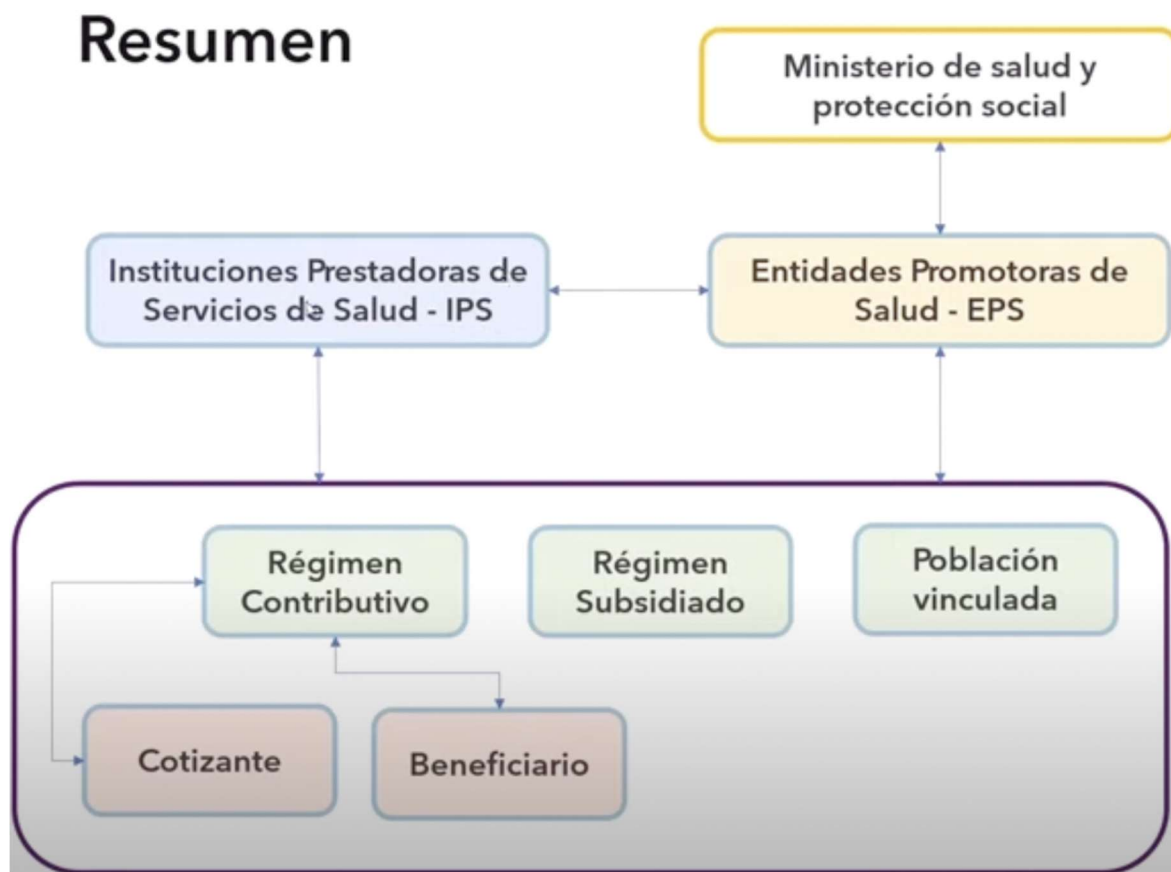 Resumen
Ministerio de salud y
protección social
Instituciones Prestadoras de
Servicios de Salud - IPS
Entidades Promotoras de
Salud - EPS
Régimen
Contributivo
Régimen
Subsidiado
Población
vinculada
Cotizante
Beneficiario